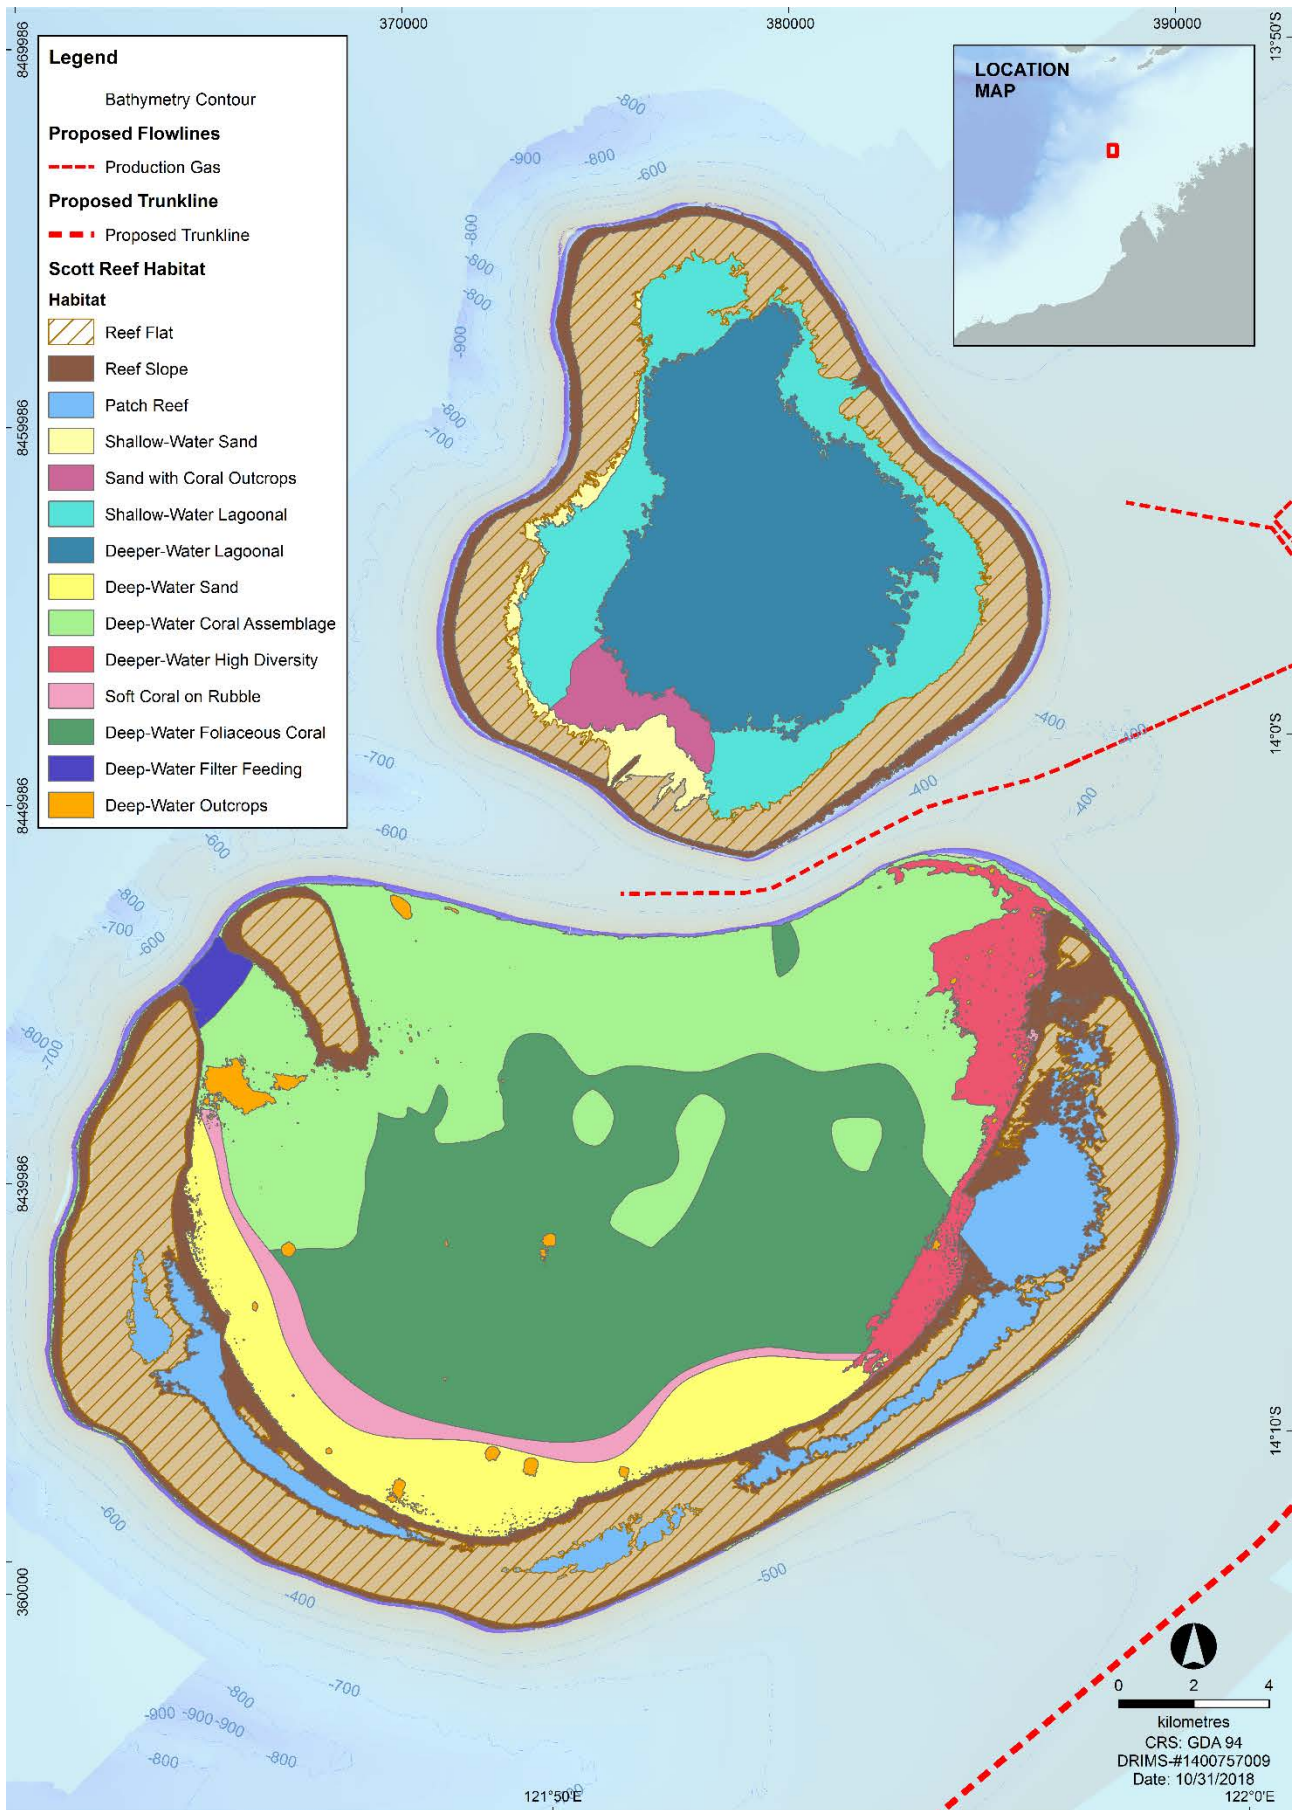 370000
380000
390000
13°50'S
8469986
Legend
Bathymetry Contour
Proposed Flowlines
Production Gas
Proposed Trunkline
Proposed Trunkline
Scott Reef Habitat
Habitat
Reef Flat
Reef Slope
Patch Reef
Shallow-Water Sand
Sand with Coral Outcrops
Shallow-Water Lagoonal
Deeper-Water Lagoonal
Deep-Water Sand
Deep-Water Coral Assemblage
Deeper-Water High Diversity
Soft Coral on Rubble
Deep-Water Foliaceous Coral
Deep-Water Filter Feeding
Deep-Water Outcrops
LOCATION
MAP
-800
-900
-800
-600
-800
-800
-800
-900
-800
-700
8459986
-400
-400
14°0'S
-700
-400
-400
8449986
-600
-600
-800
-700
-600
-800
-700
8439986
14°10'S
-600
-500
-400
360000
-700
-800
-900
-900
-900
-800
-800
0 2 4
kilometres
CRS: GDA 94
DRIMS-#1400757009
Date: 10/31/2018
121°50'E
122°0'E